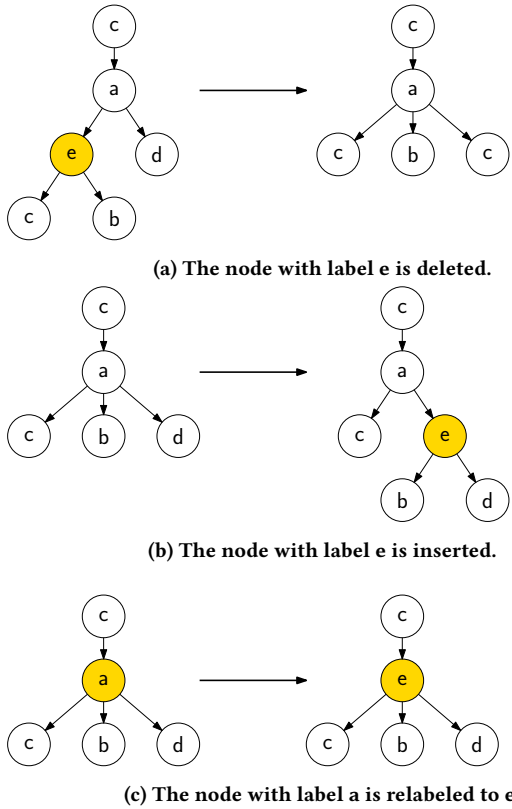 c c
a a
e d c b c
c b
(a) The node with label e is deleted.
c c
a a
c b d c e
b d
(b) The node with label e is inserted.
c c
a e
c b d c b d
(c) The node with label a is relabeled to e